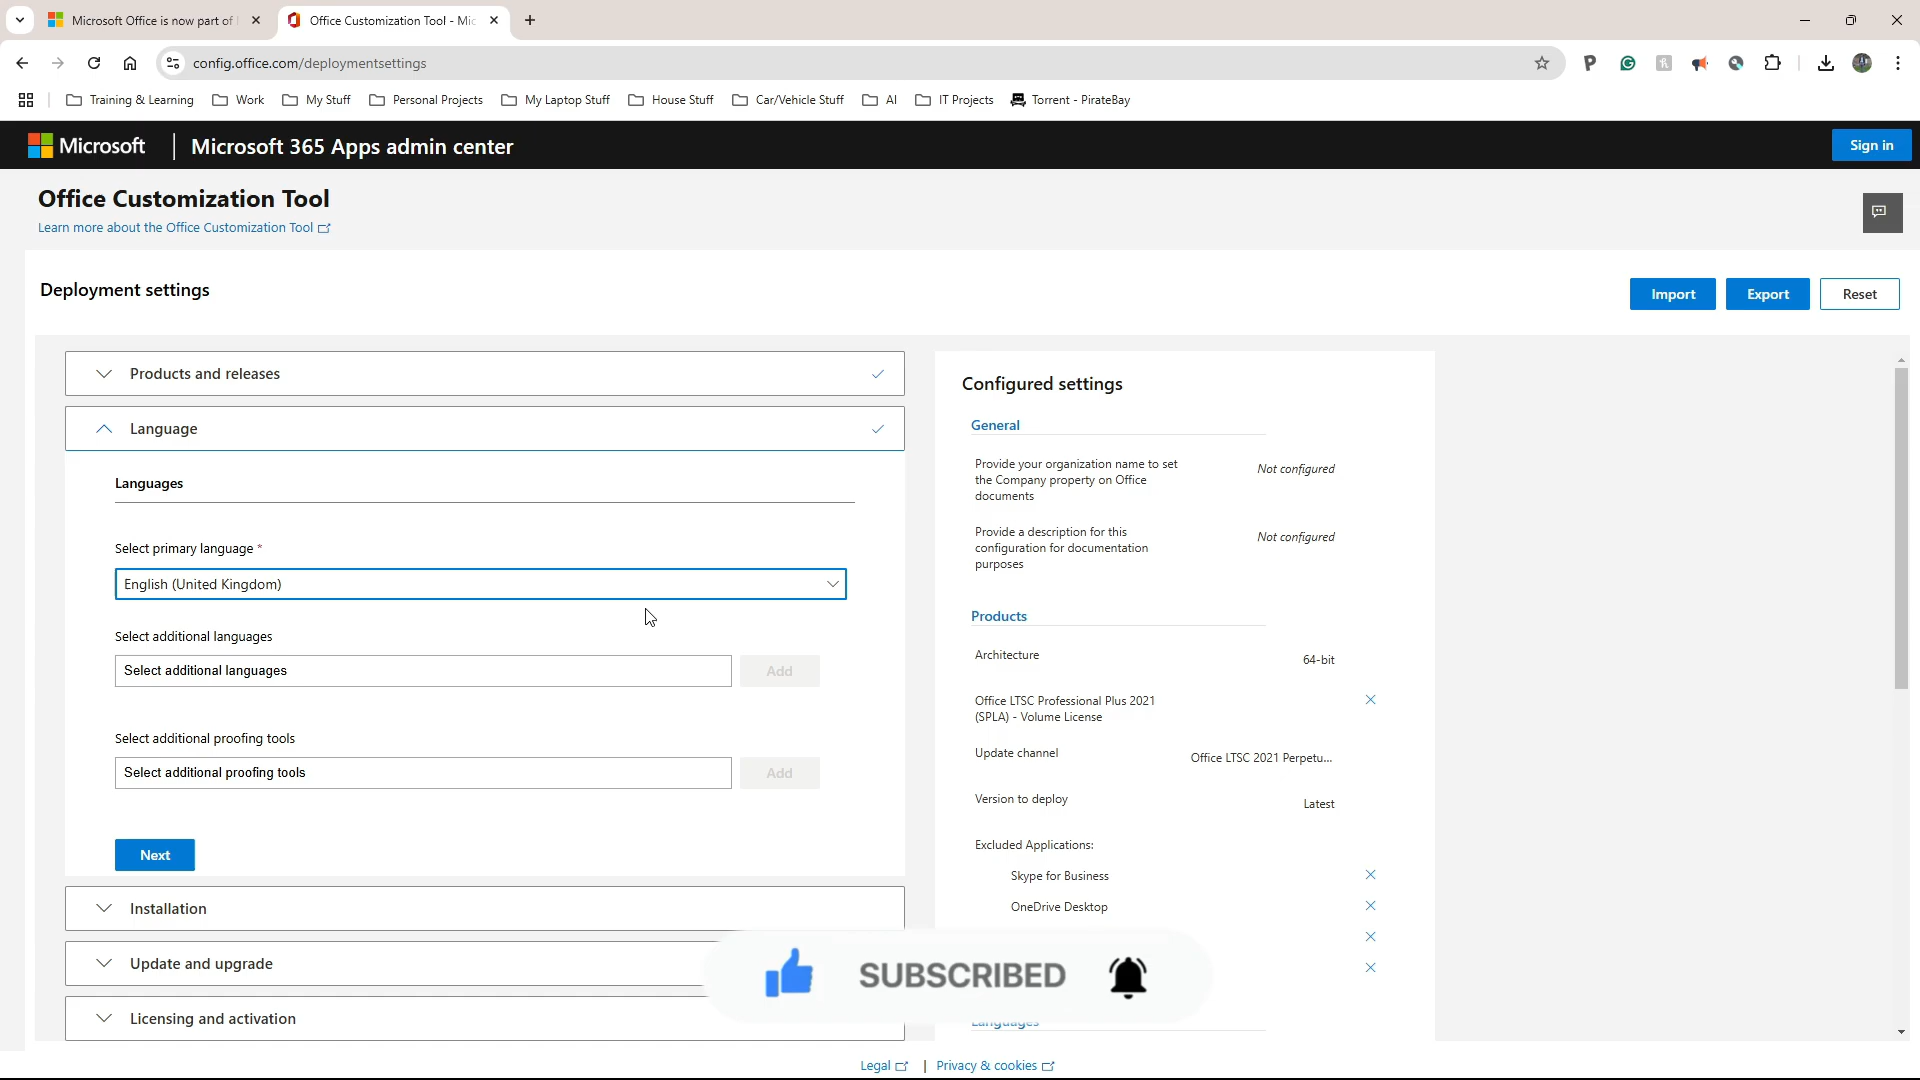 Microsoft Office is now part of
Office Customization Tool - Mic
config.office.com/deploymentsettings
Training & Learning
Work
My Stuff
Personal Projects
My Laptop Stuff
House Stuff
Car/Vehicle Stuff
AI
IT Projects
Torrent - PirateBay
Microsoft
Microsoft 365 Apps admin center
Sign in
Office Customization Tool
Learn more about the Office Customization Tool
Deployment settings
Import
Export
Reset
Products and releases
Language
Languages
Select primary language *
English (United Kingdom)
Select additional languages
Select additional languages
Add
Select additional proofing tools
Select additional proofing tools
Add
Next
Installation
Update and upgrade
Licensing and activation
Configured settings
General
Provide your organization name to set
the Company property on Office
documents
Not configured
Provide a description for this
configuration for documentation
purposes
Not configured
Products
Architecture
64-bit
Office LTSC Professional Plus 2021
(SPLA) - Volume License
Update channel
Office LTSC 2021 Perpetu...
Version to deploy
Latest
Excluded Applications:
Skype for Business
OneDrive Desktop
SUBSCRIBED
Languages
Legal
|
Privacy & cookies